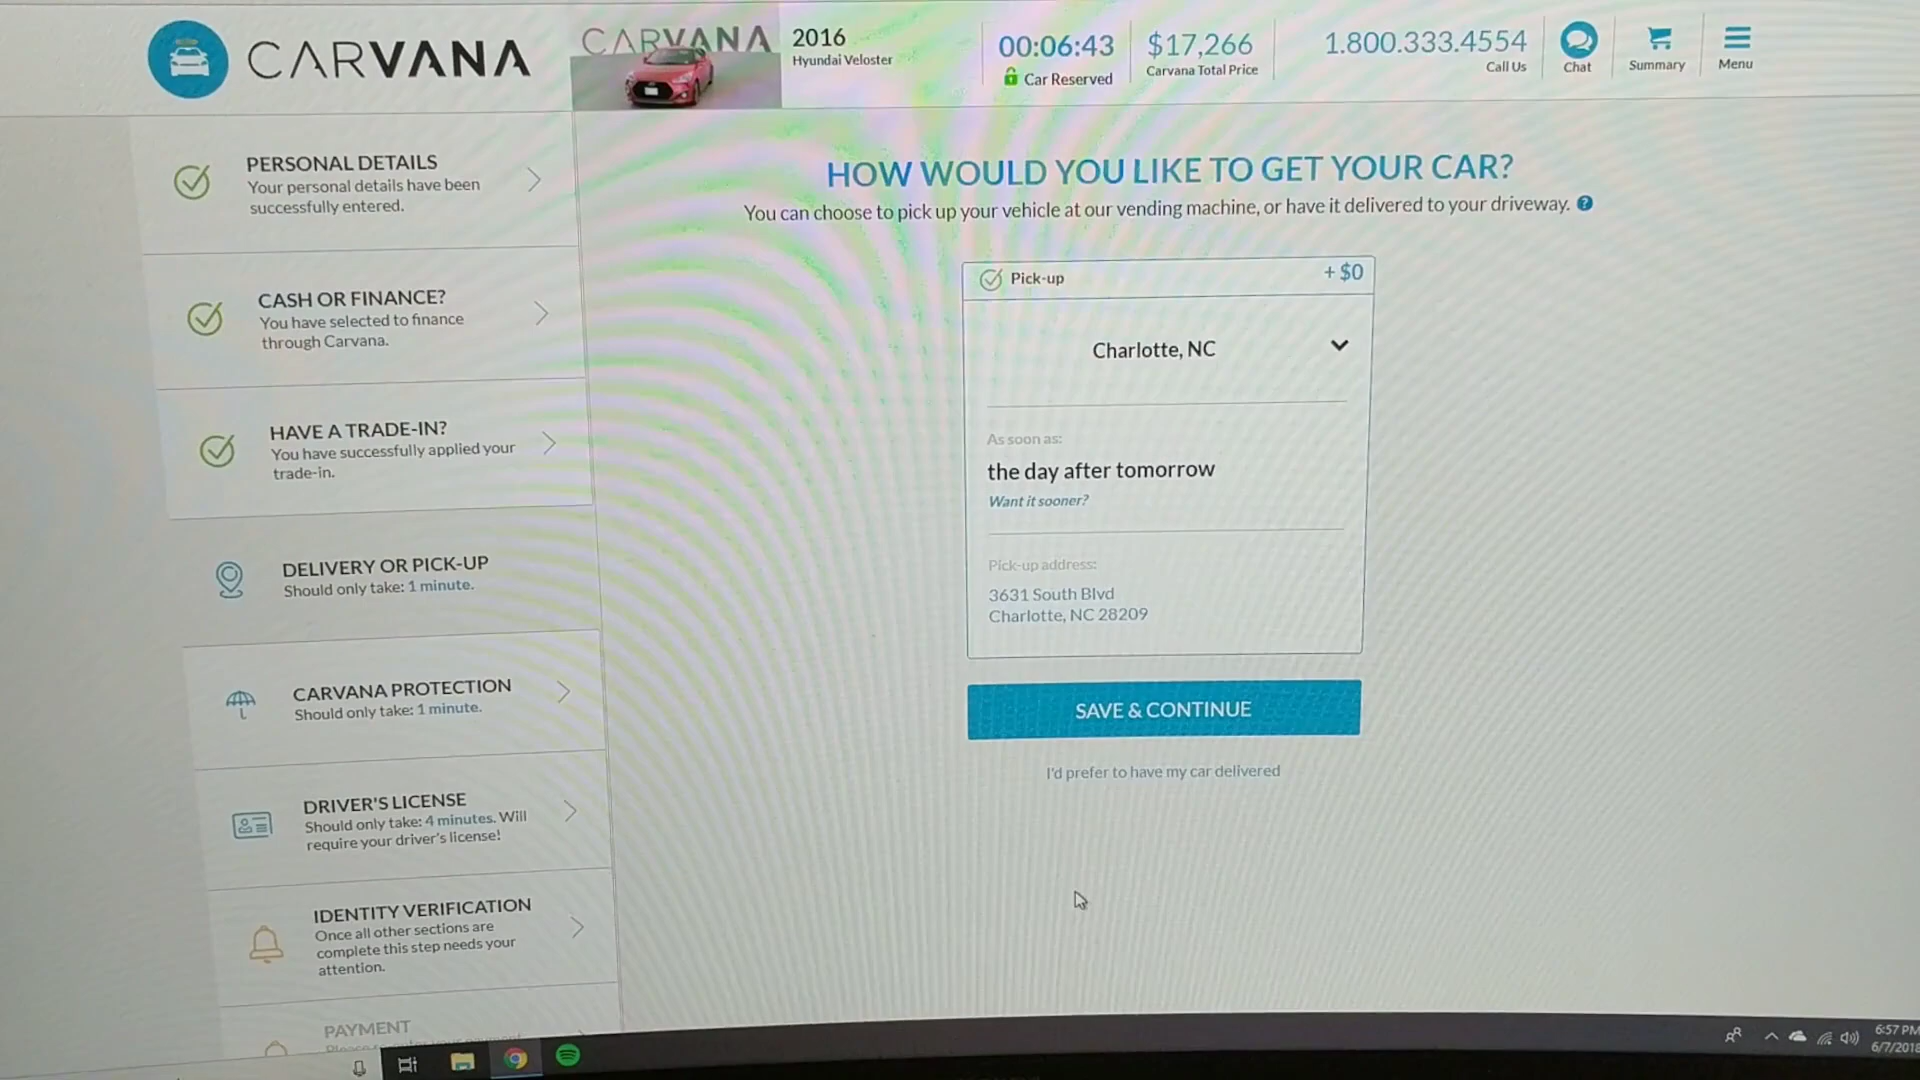 CARVANA
CARVANA
2016
Hyundai Veloster
00:06:43
Car Reserved
$17,266
Carvana Total Price
1.800.333.4554
Call Us
Chat
Summary
Menu
PERSONAL DETAILS
Your personal details have been
successfully entered.
CASH OR FINANCE?
You have selected to finance
through Carvana.
HAVE A TRADE-IN?
You have successfully applied your
trade-in.
DELIVERY OR PICK-UP
Should only take: 1 minute.
CARVANA PROTECTION
Should only take: 1 minute.
DRIVER'S LICENSE
Should only take: 4 minutes. Will
require your driver's license!
IDENTITY VERIFICATION
Once all other sections are
complete this step needs your
attention.
PAYMENT
HOW WOULD YOU LIKE TO GET YOUR CAR?
You can choose to pick up your vehicle at our vending machine, or have it delivered to your driveway. ?
Pick-up
+ $0
Charlotte, NC
As soon as:
the day after tomorrow
Want it sooner?
Pick-up address:
3631 South Blvd
Charlotte, NC 28209
SAVE & CONTINUE
I'd prefer to have my car delivered
6:57 PM
6/7/2018